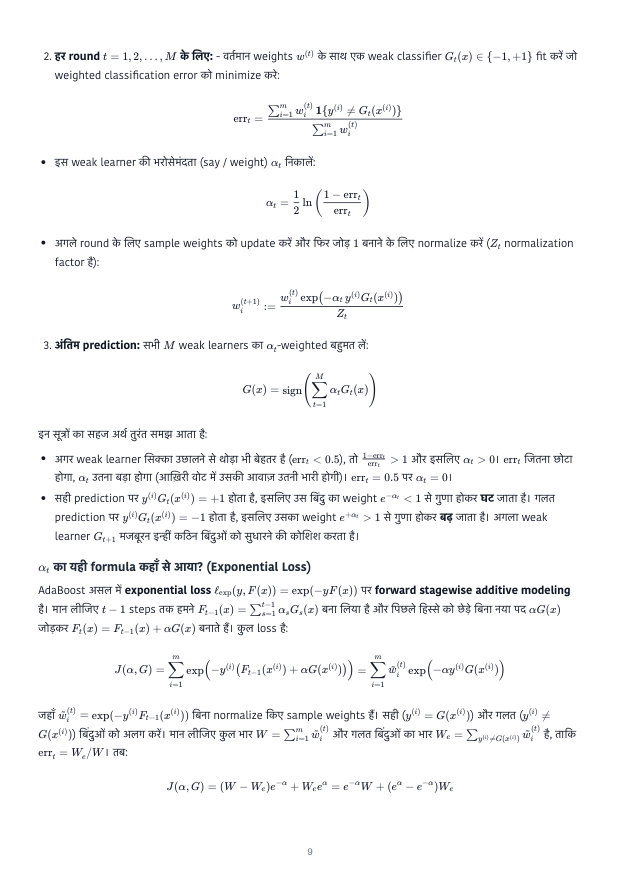 2. हर round t = 1, 2, . . . , M के लिए: - वर्तमान weights w^{(t)} के साथ एक weak classifier G_t(x) ∈ {−1, +1} fit करें जो
weighted classification error को minimize करे:
err_t = \frac{\sum_{i=1}^{m} w_i^{(t)} 1\{y^{(i)} ≠ G_t(x^{(i)})\}}{\sum_{i=1}^{m} w_i^{(t)}}
• इस weak learner की भरोसेमंदता (say / weight) α_t निकालें:
α_t = \frac{1}{2} ln \left( \frac{1 − err_t}{err_t} \right)
• अगले round के लिए sample weights को update करें और फिर जोड़ 1 बनाने के लिए normalize करें (Z_t normalization
factor है):
w_i^{(t+1)} := \frac{w_i^{(t)} exp(−α_t y^{(i)} G_t(x^{(i)}))}{Z_t}
3. अंतिम prediction: सभी M weak learners का α_t-weighted बहुमत लें:
G(x) = sign \left( \sum_{t=1}^{M} α_t G_t(x) \right)
इन सूत्रों का सहज अर्थ तुरंत समझ आता है:
• अगर weak learner सिक्का उछालने से थोड़ा भी बेहतर है (err_t < 0.5), तो \frac{1−err_t}{err_t} > 1 और इसलिए α_t > 0। err_t जितना छोटा
होगा, α_t उतना बड़ा होगा (आख़िरी वोट में उसकी आवाज़ उतनी भारी होगी)। err_t = 0.5 पर α_t = 0।
• सही prediction पर y^{(i)}G_t(x^{(i)}) = +1 होता है, इसलिए उस बिंदु का weight e^{−α_t} < 1 से गुणा होकर घट जाता है। गलत
prediction पर y^{(i)}G_t(x^{(i)}) = −1 होता है, इसलिए उसका weight e^{+α_t} > 1 से गुणा होकर बढ़ जाता है। अगला weak
learner G_{t+1} मजबूरन इन्हीं कठिन बिंदुओं को सुधारने की कोशिश करता है।
α_t का यही formula कहाँ से आया? (Exponential Loss)
AdaBoost असल में exponential loss ℓ_{exp}(y, F(x)) = exp(−yF(x)) पर forward stagewise additive modeling
है। मान लीजिए t − 1 steps तक हमने F_{t−1}(x) = \sum_{s=1}^{t−1} α_s G_s(x) बना लिया है और पिछले हिस्से को छेड़े बिना नया पद αG(x)
जोड़कर F_t(x) = F_{t−1}(x) + αG(x) बनाते हैं। कुल loss है:
J(α, G) = \sum_{i=1}^{m} exp(−y^{(i)}(F_{t−1}(x^{(i)}) + αG(x^{(i)}))) = \sum_{i=1}^{m} \tilde{w}_i^{(t)} exp(−αy^{(i)}G(x^{(i)}))
जहाँ \tilde{w}_i^{(t)} = exp(−y^{(i)}F_{t−1}(x^{(i)})) बिना normalize किए sample weights हैं। सही (y^{(i)} = G(x^{(i)})) और गलत (y^{(i)} ≠
G(x^{(i)})) बिंदुओं को अलग करें। मान लीजिए कुल भार W = \sum_{i=1}^{m} \tilde{w}_i^{(t)} और गलत बिंदुओं का भार W_e = \sum_{y^{(i)}≠G(x^{(i)})} \tilde{w}_i^{(t)} है, ताकि
err_t = W_e/W। तब:
J(α, G) = (W − W_e)e^{−α} + W_e e^{α} = e^{−α}W + (e^{α} − e^{−α})W_e
9